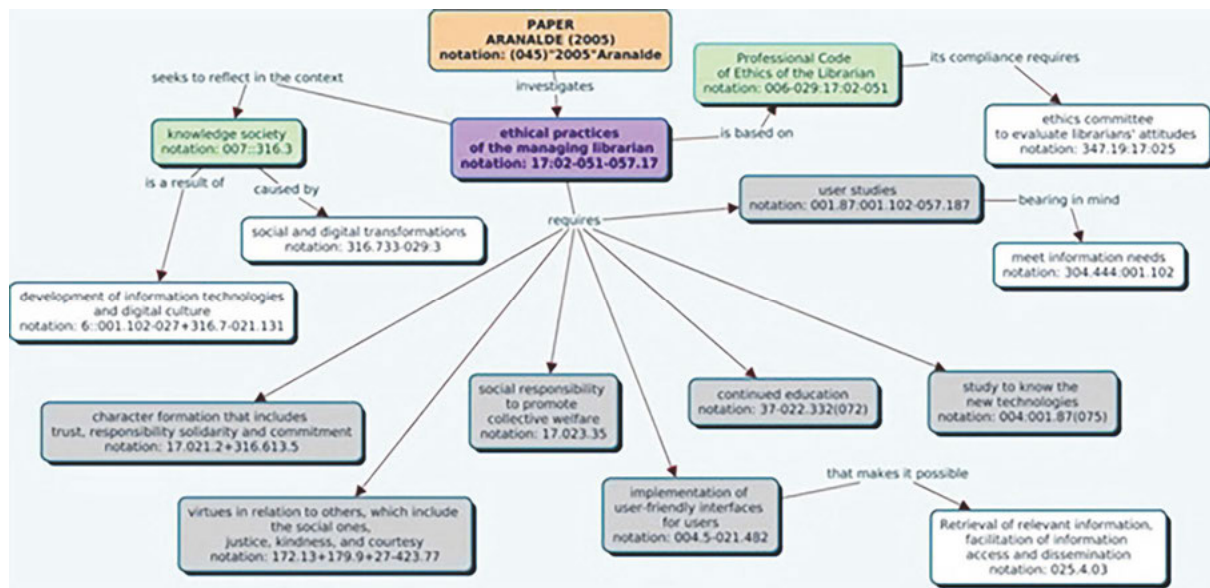 PAPER
ARANALDE (2005)
notation: (045)"2005"Aranalde
seeks to reflect in the context
investigates
Professional Code
of Ethics of the Librarian
notation: 006-029:17:02-051
its compliance requires
knowledge society
notation: 007::316.3
ethical practices
of the managing librarian
notation: 17:02-051-057.17
is based on
ethics committee
to evaluate librarians' attitudes
notation: 347.19:17:025
is a result of
caused by
social and digital transformations
notation: 316.733-029:3
requires
user studies
notation: 001.87:001.102-057.187
bearing in mind
meet information needs
notation: 304.444:001.102
development of information technologies
and digital culture
notation: 6::001.102-027+316.7-021.131
character formation that includes
trust, responsibility solidarity and commitment
notation: 17.021.2+316.613.5
social responsibility
to promote
collective welfare
notation: 17.023.35
continued education
notation: 37-022.332(072)
study to know the
new technologies
notation: 004:001.87(075)
virtues in relation to others, which include
the social ones,
justice, kindness, and courtesy
notation: 172.13+179.9+27-423.77
implementation of
user-friendly interfaces
for users
notation: 004.5-021.482
that makes it possible
Retrieval of relevant information,
facilitation of information
access and dissemination
notation: 025.4.03